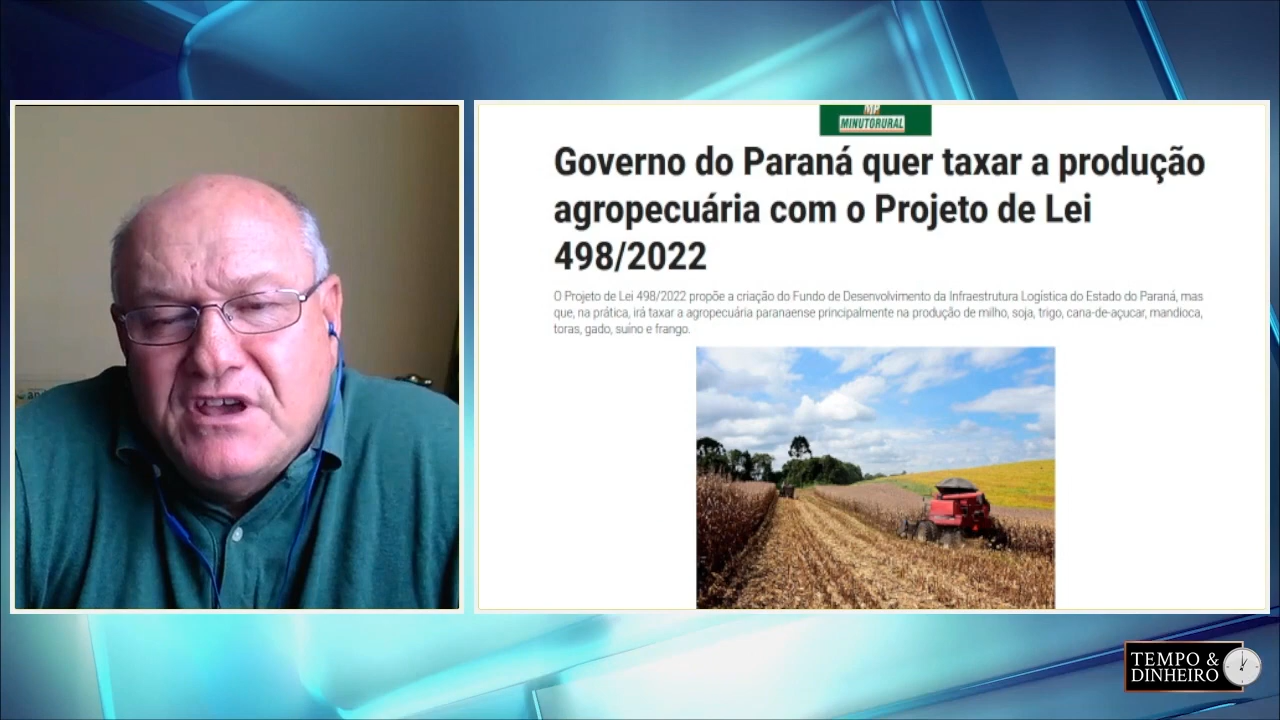 MR
MINUTORURAL
Governo do Paraná quer taxar a produção
agropecuária com o Projeto de Lei
498/2022
O Projeto de Lei 498/2022 propõe a criação do Fundo de Desenvolvimento da Infraestrutura Logística do Estado do Paraná, mas
que, na prática, irá taxar a agropecuária paranaense principalmente na produção de milho, soja, trigo, cana-de-açucar, mandioca,
toras, gado, suíno e frango.
TEMPO &
DINHEIRO